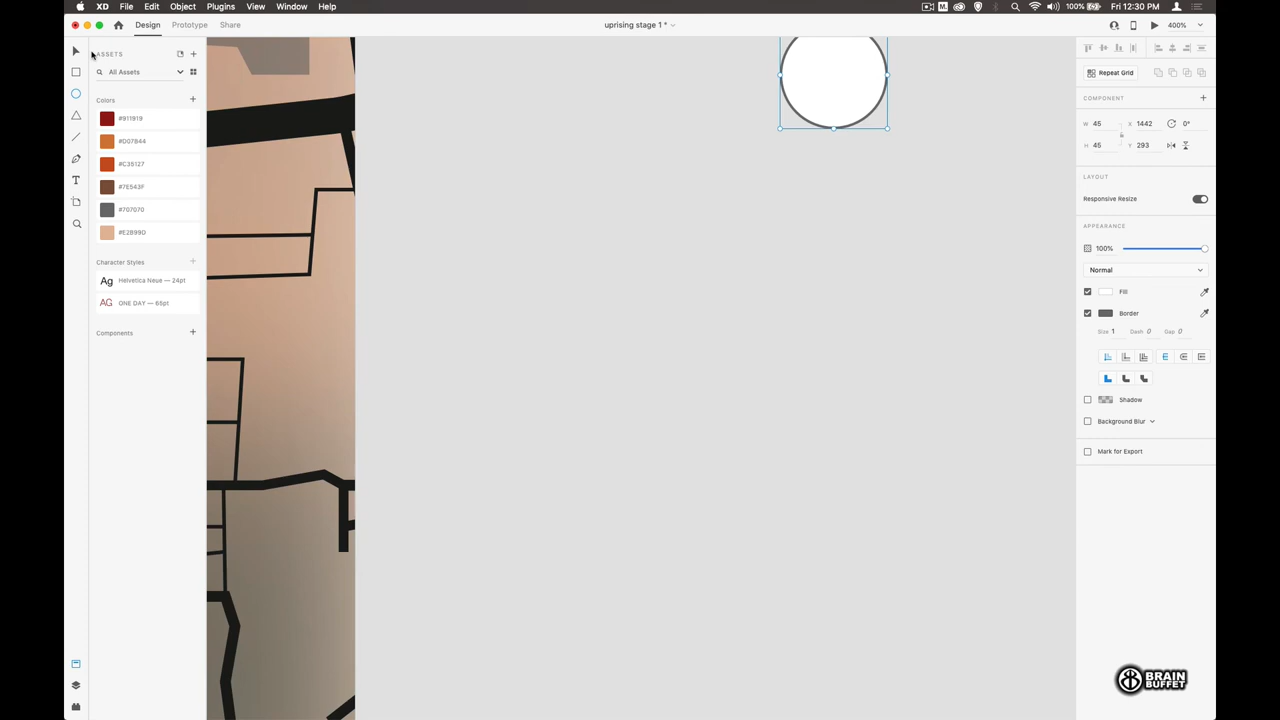 XD File Edit Object Plugins View Window Help
100% Fri 12:30 PM
Design Prototype Share
uprising stage 1 *
400%
ASSETS
All Assets
Colors
#911919
#D07B44
#7E543F
#707070
#E2B99D
Character Styles
Ag Helvetica Neue — 24pt
AG ONE DAY — 65pt
Components
Repeat Grid
COMPONENT
W 45 X 1442 0°
H 45 Y 293
LAYOUT
Responsive Resize
APPEARANCE
100%
Normal
Fill
Border
Size 1 Dash 0 Gap 0
Shadow
Background Blur
Mark for Export
BRAIN
BUFFET